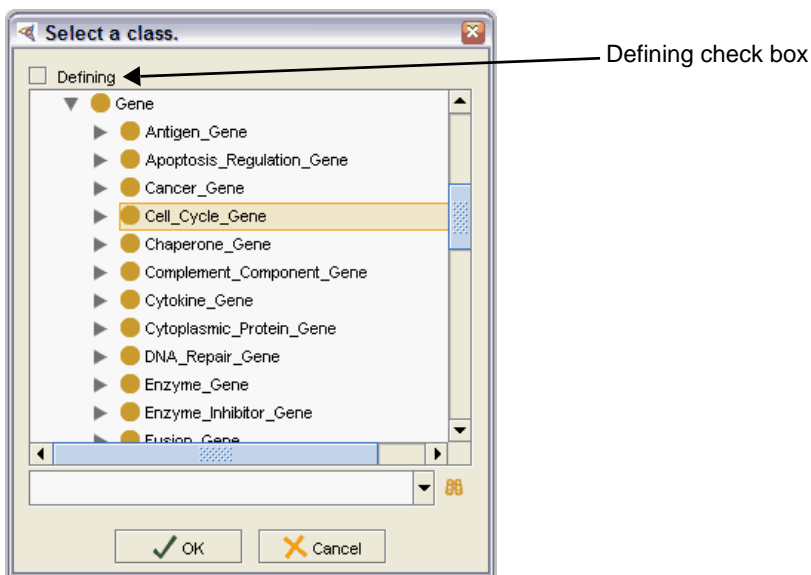 Select a class.
Defining check box
Defining
Gene
Antigen_Gene
Apoptosis_Regulation_Gene
Cancer_Gene
Cell_Cycle_Gene
Chaperone_Gene
Complement_Component_Gene
Cytokine_Gene
Cytoplasmic_Protein_Gene
DNA_Repair_Gene
Enzyme_Gene
Enzyme_Inhibitor_Gene
Fusion_Gene
OK
Cancel